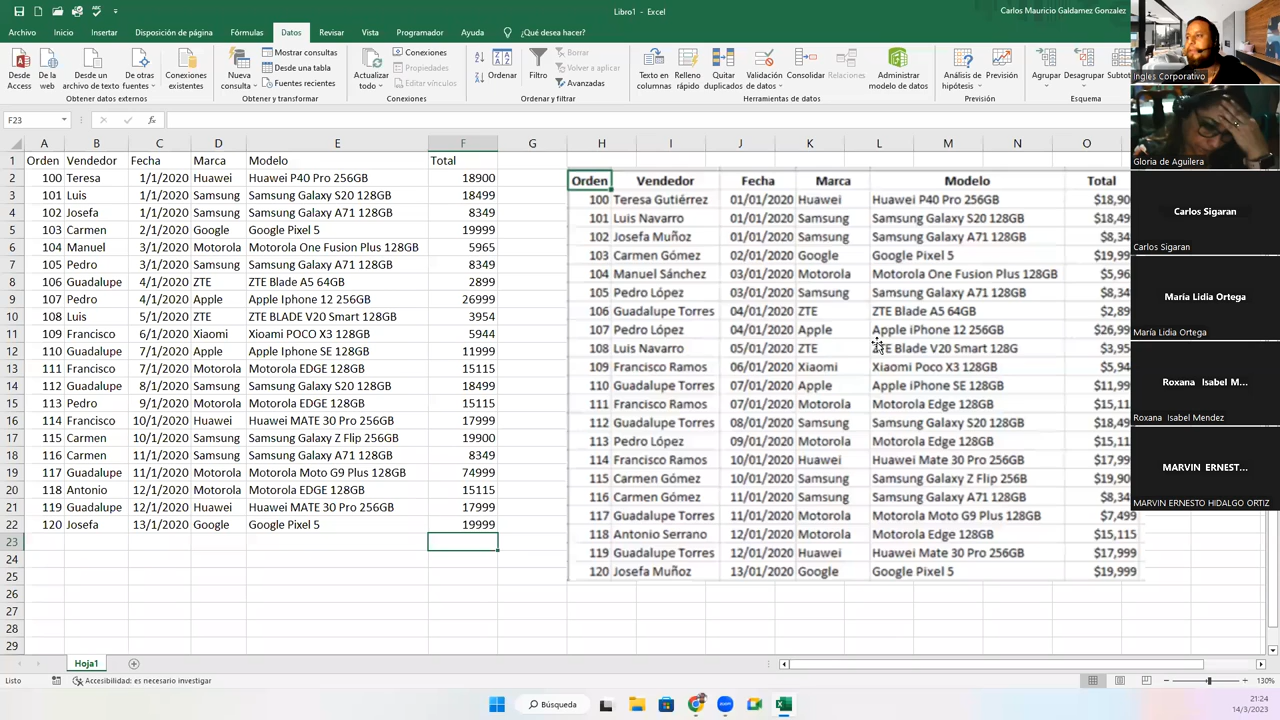 Libro1 - Excel
Carlos Mauricio Galdamez Gonzalez
Archivo Inicio Insertar Disposición de página Fórmulas Datos Revisar Vista Programador Ayuda ¿Qué desea hacer?
Desde Access
De la web
Desde un archivo de texto
De otras fuentes
Conexiones existentes
Obtener datos externos
Nueva consulta
Mostrar consultas
Desde una tabla
Fuentes recientes
Obtener y transformar
Actualizar todo
Conexiones
Propiedades
Editar vínculos
Conexiones
Ordenar
Filtro
Borrar
Volver a aplicar
Avanzadas
Ordenar y filtrar
Texto en columnas
Relleno rápido
Quitar duplicados
Validación de datos
Consolidar
Relaciones
Administrar modelo de datos
Herramientas de datos
Análisis de hipótesis
Previsión
Previsión
Agrupar
Desagrupar
Subtot
Esquema
F23
fx
A B C D E F G H I J K L M N O
1 Orden Vendedor Fecha Marca Modelo Total
2 100 Teresa 1/1/2020 Huawei Huawei P40 Pro 256GB 18900
3 101 Luis 1/1/2020 Samsung Samsung Galaxy S20 128GB 18499
4 102 Josefa 1/1/2020 Samsung Samsung Galaxy A71 128GB 8349
5 103 Carmen 2/1/2020 Google Google Pixel 5 19999
6 104 Manuel 3/1/2020 Motorola Motorola One Fusion Plus 128GB 5965
7 105 Pedro 3/1/2020 Samsung Samsung Galaxy A71 128GB 8349
8 106 Guadalupe 4/1/2020 ZTE ZTE Blade A5 64GB 2899
9 107 Pedro 4/1/2020 Apple Apple Iphone 12 256GB 26999
10 108 Luis 5/1/2020 ZTE ZTE BLADE V20 Smart 128GB 3954
11 109 Francisco 6/1/2020 Xiaomi Xioami POCO X3 128GB 5944
12 110 Guadalupe 7/1/2020 Apple Apple Iphone SE 128GB 11999
13 111 Francisco 7/1/2020 Motorola Motorola EDGE 128GB 15115
14 112 Guadalupe 8/1/2020 Samsung Samsung Galaxy S20 128GB 18499
15 113 Pedro 9/1/2020 Motorola Motorola EDGE 128GB 15115
16 114 Francisco 10/1/2020 Huawei Huawei MATE 30 Pro 256GB 17999
17 115 Carmen 10/1/2020 Samsung Samsung Galaxy Z Flip 256GB 19900
18 116 Carmen 11/1/2020 Samsung Samsung Galaxy A71 128GB 8349
19 117 Guadalupe 11/1/2020 Motorola Motorola Moto G9 Plus 128GB 74999
20 118 Antonio 12/1/2020 Motorola Motorola EDGE 128GB 15115
21 119 Guadalupe 12/1/2020 Huawei Huawei MATE 30 Pro 256GB 17999
22 120 Josefa 13/1/2020 Google Google Pixel 5 19999
23
24
25
26
27
28
29
Orden Vendedor Fecha Marca Modelo Total
100 Teresa Gutiérrez 01/01/2020 Huawei Huawei P40 Pro 256GB $18,90
101 Luis Navarro 01/01/2020 Samsung Samsung Galaxy S20 128GB $18,49
102 Josefa Muñoz 01/01/2020 Samsung Samsung Galaxy A71 128GB $8,34
103 Carmen Gómez 02/01/2020 Google Google Pixel 5 $19,99
104 Manuel Sánchez 03/01/2020 Motorola Motorola One Fusion Plus 128GB $5,96
105 Pedro López 03/01/2020 Samsung Samsung Galaxy A71 128GB $8,34
106 Guadalupe Torres 04/01/2020 ZTE ZTE Blade A5 64GB $2,89
107 Pedro López 04/01/2020 Apple Apple iPhone 12 256GB $26,99
108 Luis Navarro 05/01/2020 ZTE ZTE Blade V20 Smart 128G $3,95
109 Francisco Ramos 06/01/2020 Xiaomi Xiaomi Poco X3 128GB $5,94
110 Guadalupe Torres 07/01/2020 Apple Apple iPhone SE 128GB $11,99
111 Francisco Ramos 07/01/2020 Motorola Motorola Edge 128GB $15,11
112 Guadalupe Torres 08/01/2020 Samsung Samsung Galaxy S20 128GB $18,49
113 Pedro López 09/01/2020 Motorola Motorola Edge 128GB $15,11
114 Francisco Ramos 10/01/2020 Huawei Huawei Mate 30 Pro 256GB $17,99
115 Carmen Gómez 10/01/2020 Samsung Samsung Galaxy Z Flip 256B $19,90
116 Carmen Gómez 11/01/2020 Samsung Samsung Galaxy A71 128GB $8,34
117 Guadalupe Torres 11/01/2020 Motorola Motorola Moto G9 Plus 128GB $7,499
118 Antonio Serrano 12/01/2020 Motorola Motorola Edge 128GB $15,115
119 Guadalupe Torres 12/01/2020 Huawei Huawei Mate 30 Pro 256GB $17,999
120 Josefa Muñoz 13/01/2020 Google Google Pixel 5 $19,999
Ingles Corporativo
Gloria de Aguilera
Carlos Sigaran
Carlos Sigaran
María Lidia Ortega
María Lidia Ortega
Roxana Isabel M...
Roxana Isabel Mendez
MARVIN ERNEST...
MARVIN ERNESTO HIDALGO ORTIZ
Hoja1
Listo
Accesibilidad: es necesario investigar
130%
Búsqueda
21:24
14/3/2023